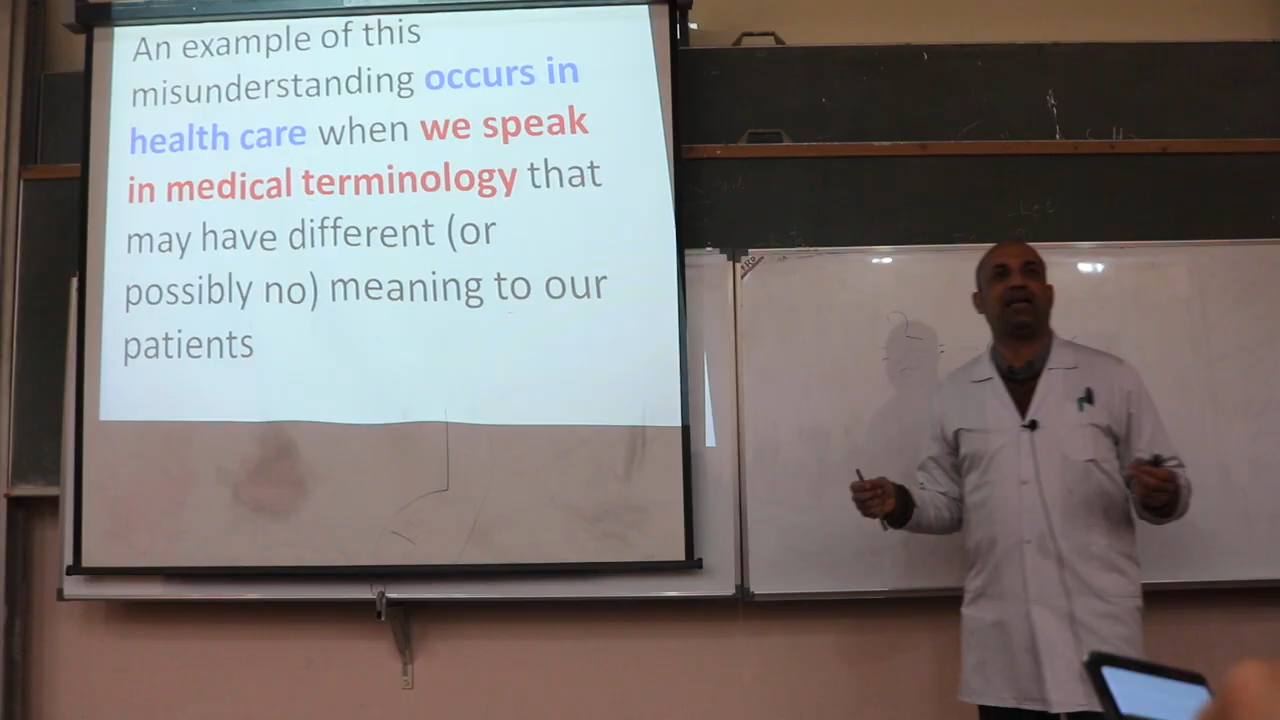 An example of this
misunderstanding occurs in
health care when we speak
in medical terminology that
may have different (or
possibly no) meaning to our
patients